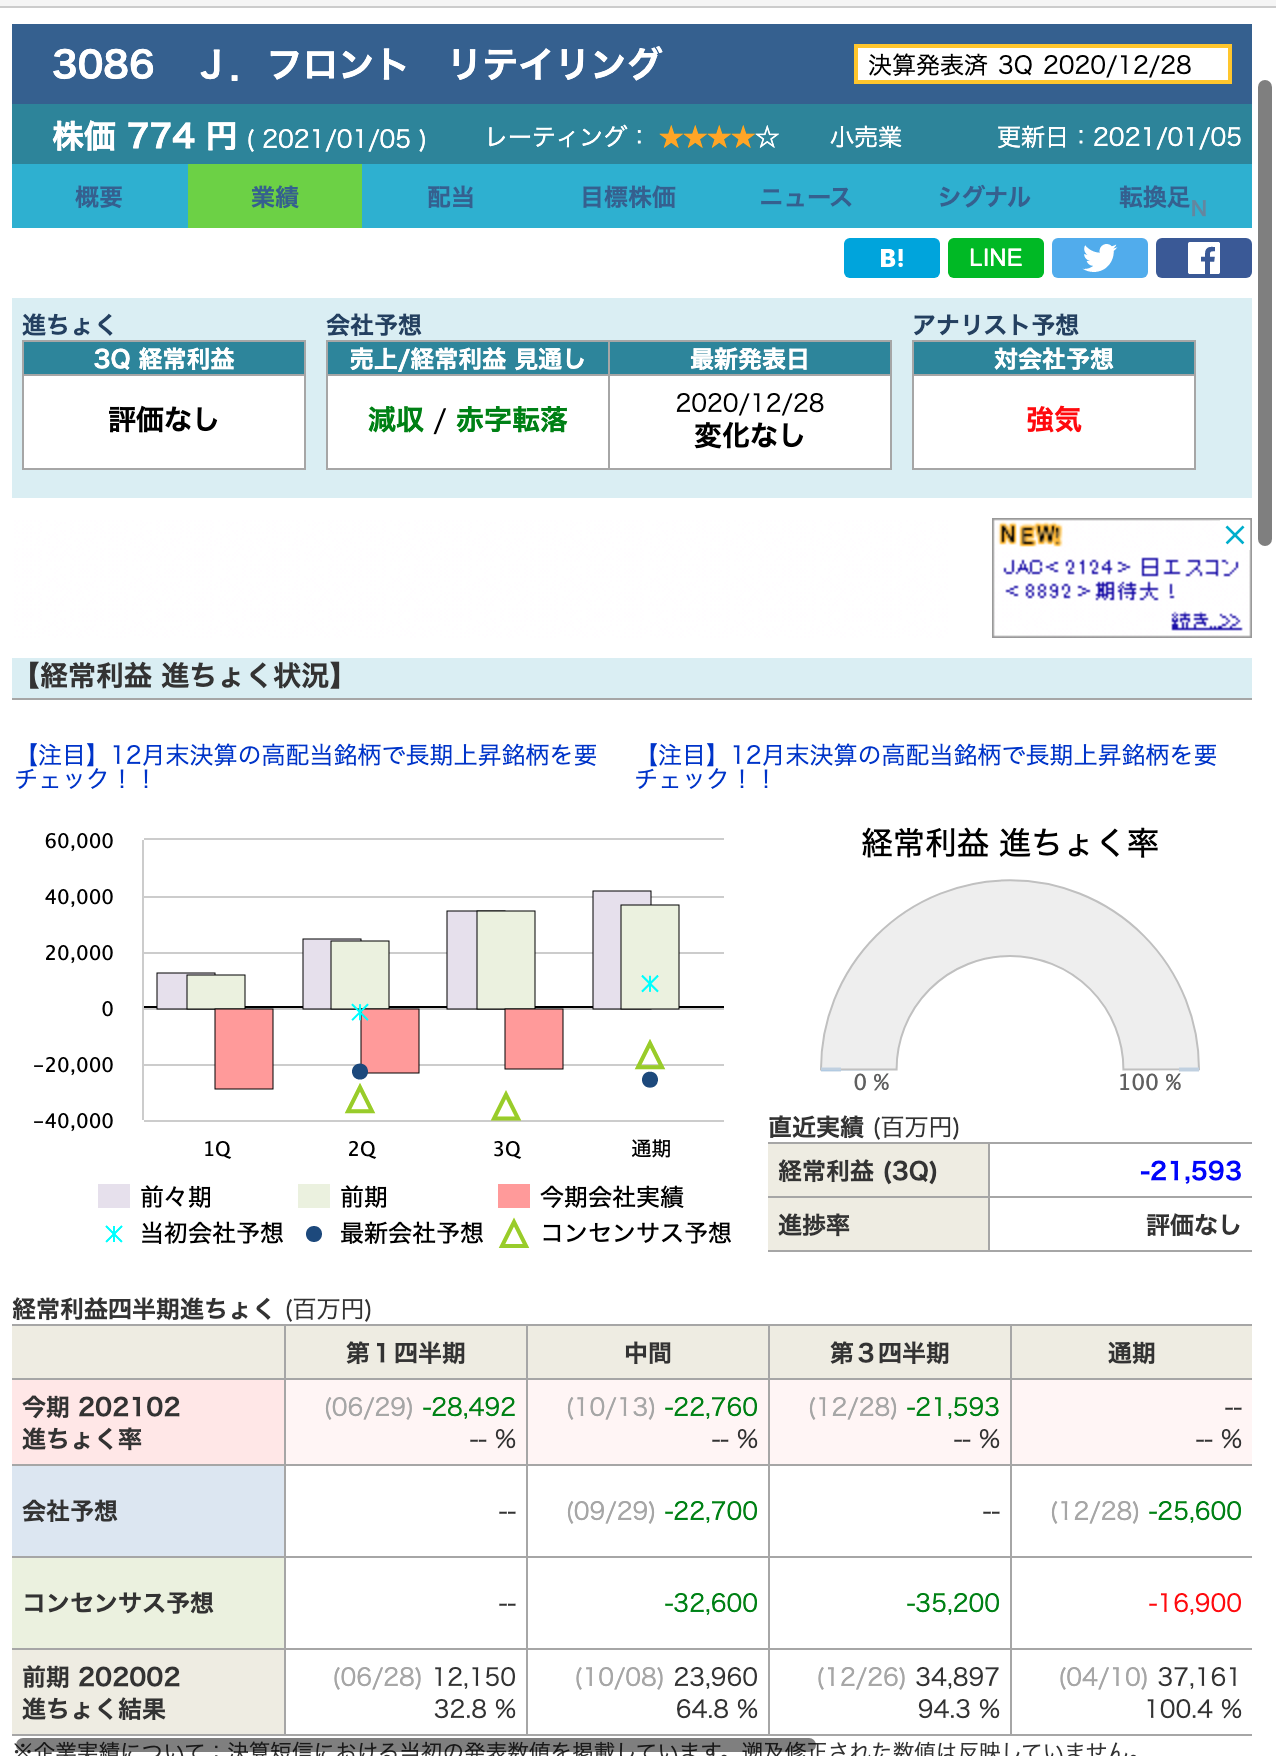 3086　Ｊ．フロント　リテイリング
決算発表済 3Q 2020/12/28
株価 774 円 ( 2021/01/05 ) レーティング： ★★★★☆ 小売業 更新日：2021/01/05
概要 業績 配当 目標株価 ニュース シグナル 転換足N
B! LINE
進ちょく 会社予想 アナリスト予想
3Q 経常利益 売上/経常利益 見通し 最新発表日 対会社予想
評価なし 減収 / 赤字転落 2020/12/28 強気
変化なし
NEW!
JAC<2124> 日エスコン
<8892>期待大！
続き..>>
【経常利益 進ちょく状況】
【注目】12月末決算の高配当銘柄で長期上昇銘柄を要
チェック！！
【注目】12月末決算の高配当銘柄で長期上昇銘柄を要
チェック！！
60,000
40,000
20,000
0
-20,000
-40,000
1Q 2Q 3Q 通期
前々期 前期 今期会社実績
当初会社予想 最新会社予想 コンセンサス予想
経常利益 進ちょく率
0 % 100 %
直近実績 (百万円)
経常利益 (3Q) -21,593
進捗率 評価なし
経常利益四半期進ちょく (百万円)
第１四半期 中間 第３四半期 通期
今期 202102 (06/29) -28,492 (10/13) -22,760 (12/28) -21,593 --
進ちょく率 -- % -- % -- % -- %
会社予想 -- (09/29) -22,700 -- (12/28) -25,600
コンセンサス予想 -- -32,600 -35,200 -16,900
前期 202002 (06/28) 12,150 (10/08) 23,960 (12/26) 34,897 (04/10) 37,161
進ちょく結果 32.8 % 64.8 % 94.3 % 100.4 %
※企業実績について：決算短信における当初の発表数値を掲載しています。遡及修正された数値は反映していません。